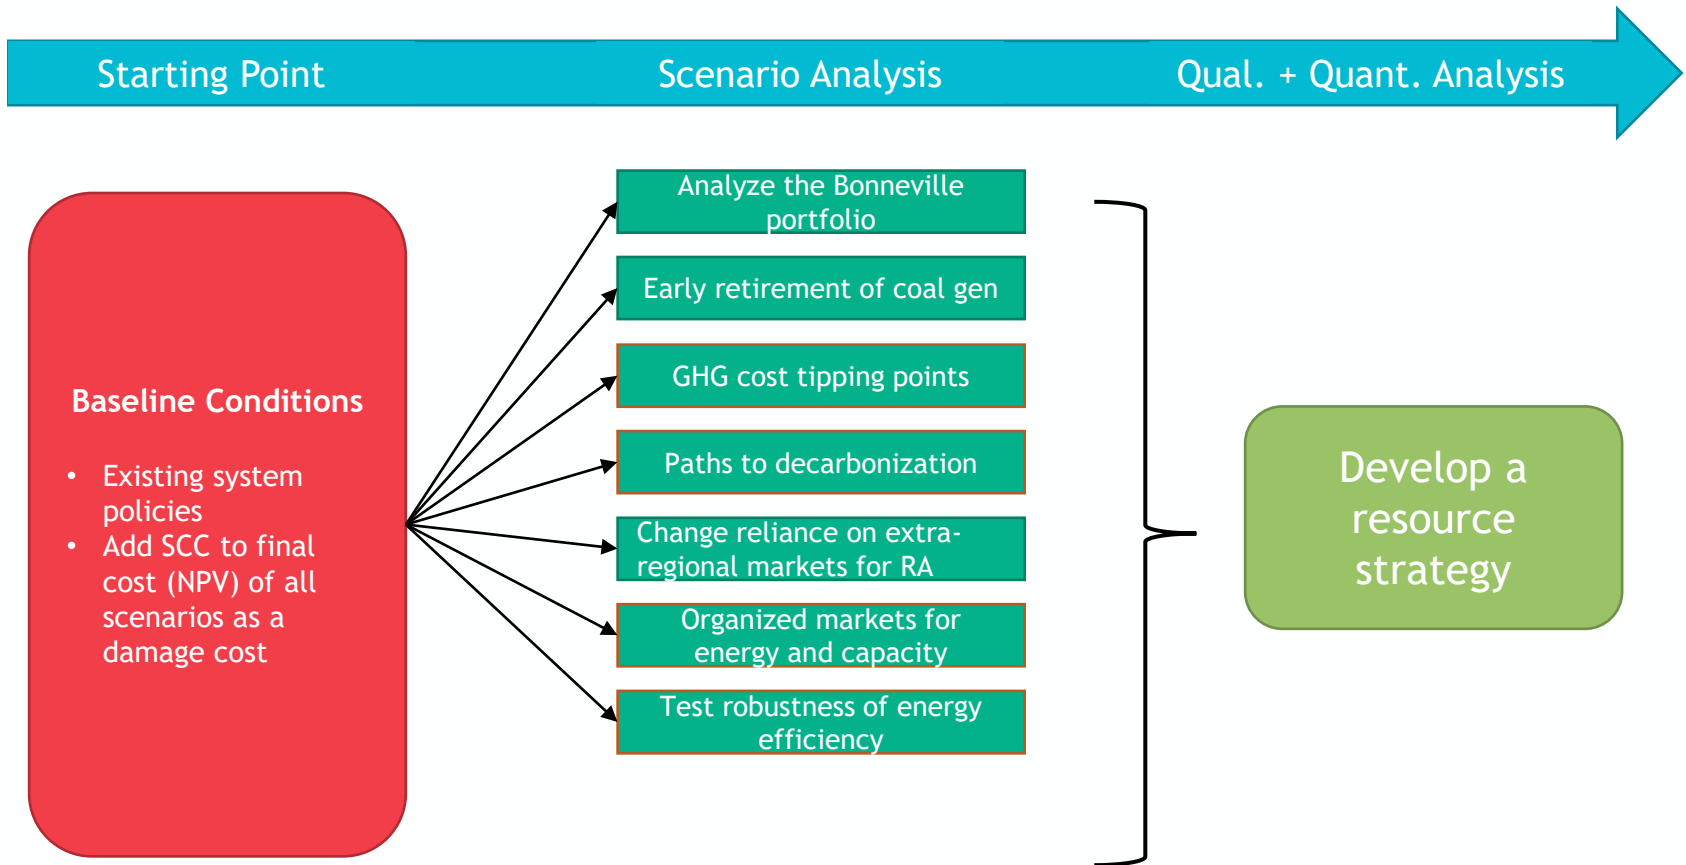 Starting Point
Scenario Analysis
Qual. + Quant. Analysis
Baseline Conditions
• Existing system
policies
• Add SCC to final
cost (NPV) of all
scenarios as a
damage cost
Analyze the Bonneville
portfolio
Early retirement of coal gen
GHG cost tipping points
Paths to decarbonization
Change reliance on extra-
regional markets for RA
Organized markets for
energy and capacity
Test robustness of energy
efficiency
Develop a
resource
strategy